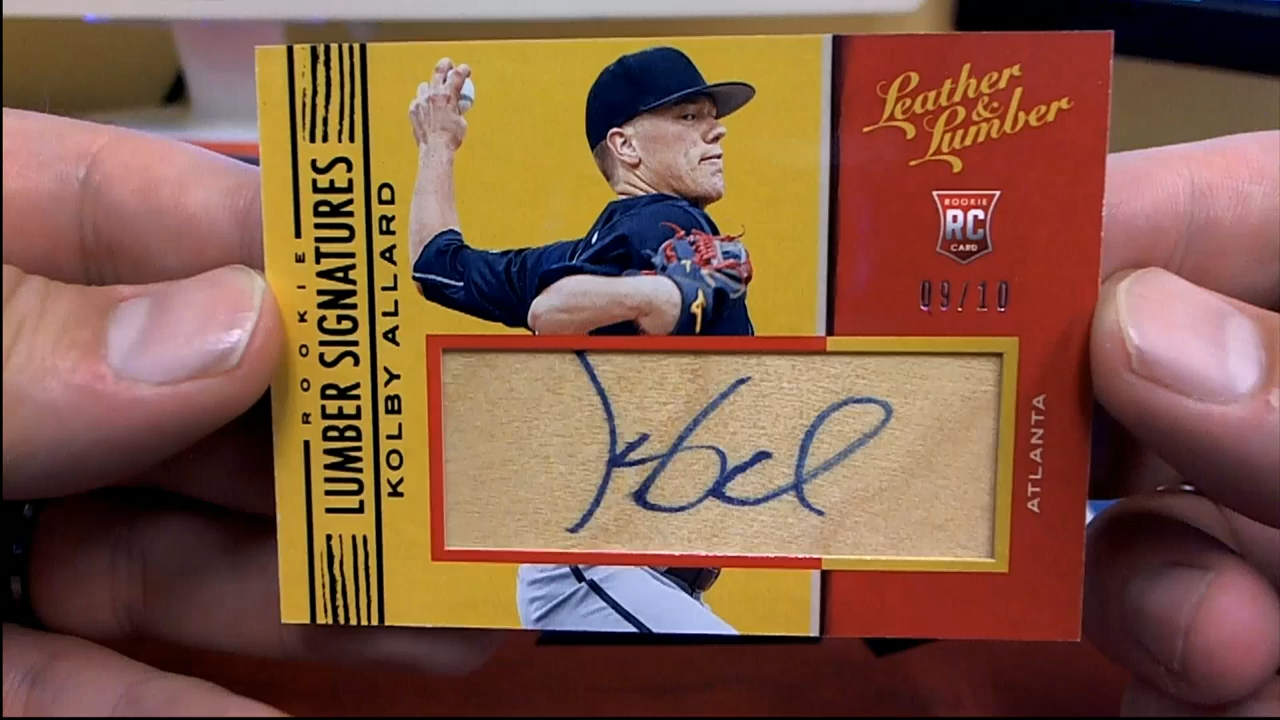 ROOKIE
LUMBER SIGNATURES
KOLBY ALLARD
Leather
&
Lumber
ROOKIE
RC
CARD
09/10
ATLANTA